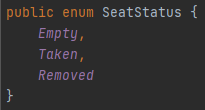 public enum SeatStatus {
    Empty,
    Taken,
    Removed
}